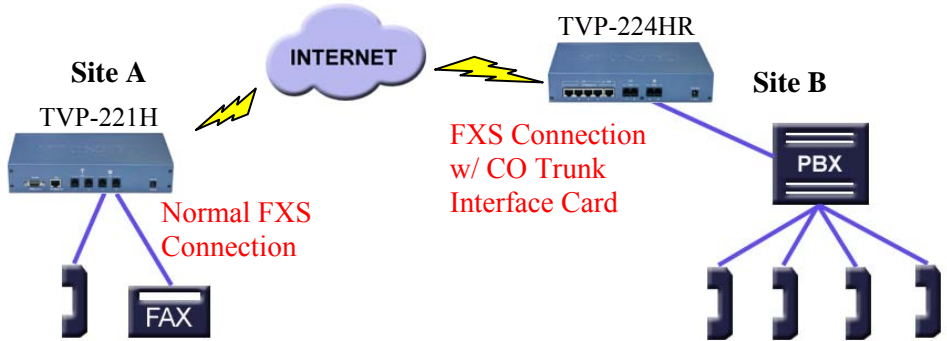 TVP-224HR
INTERNET
Site A
Site B
TVP-221H
FXS Connection
w/ CO Trunk
Interface Card
PBX
Normal FXS
Connection
FAX